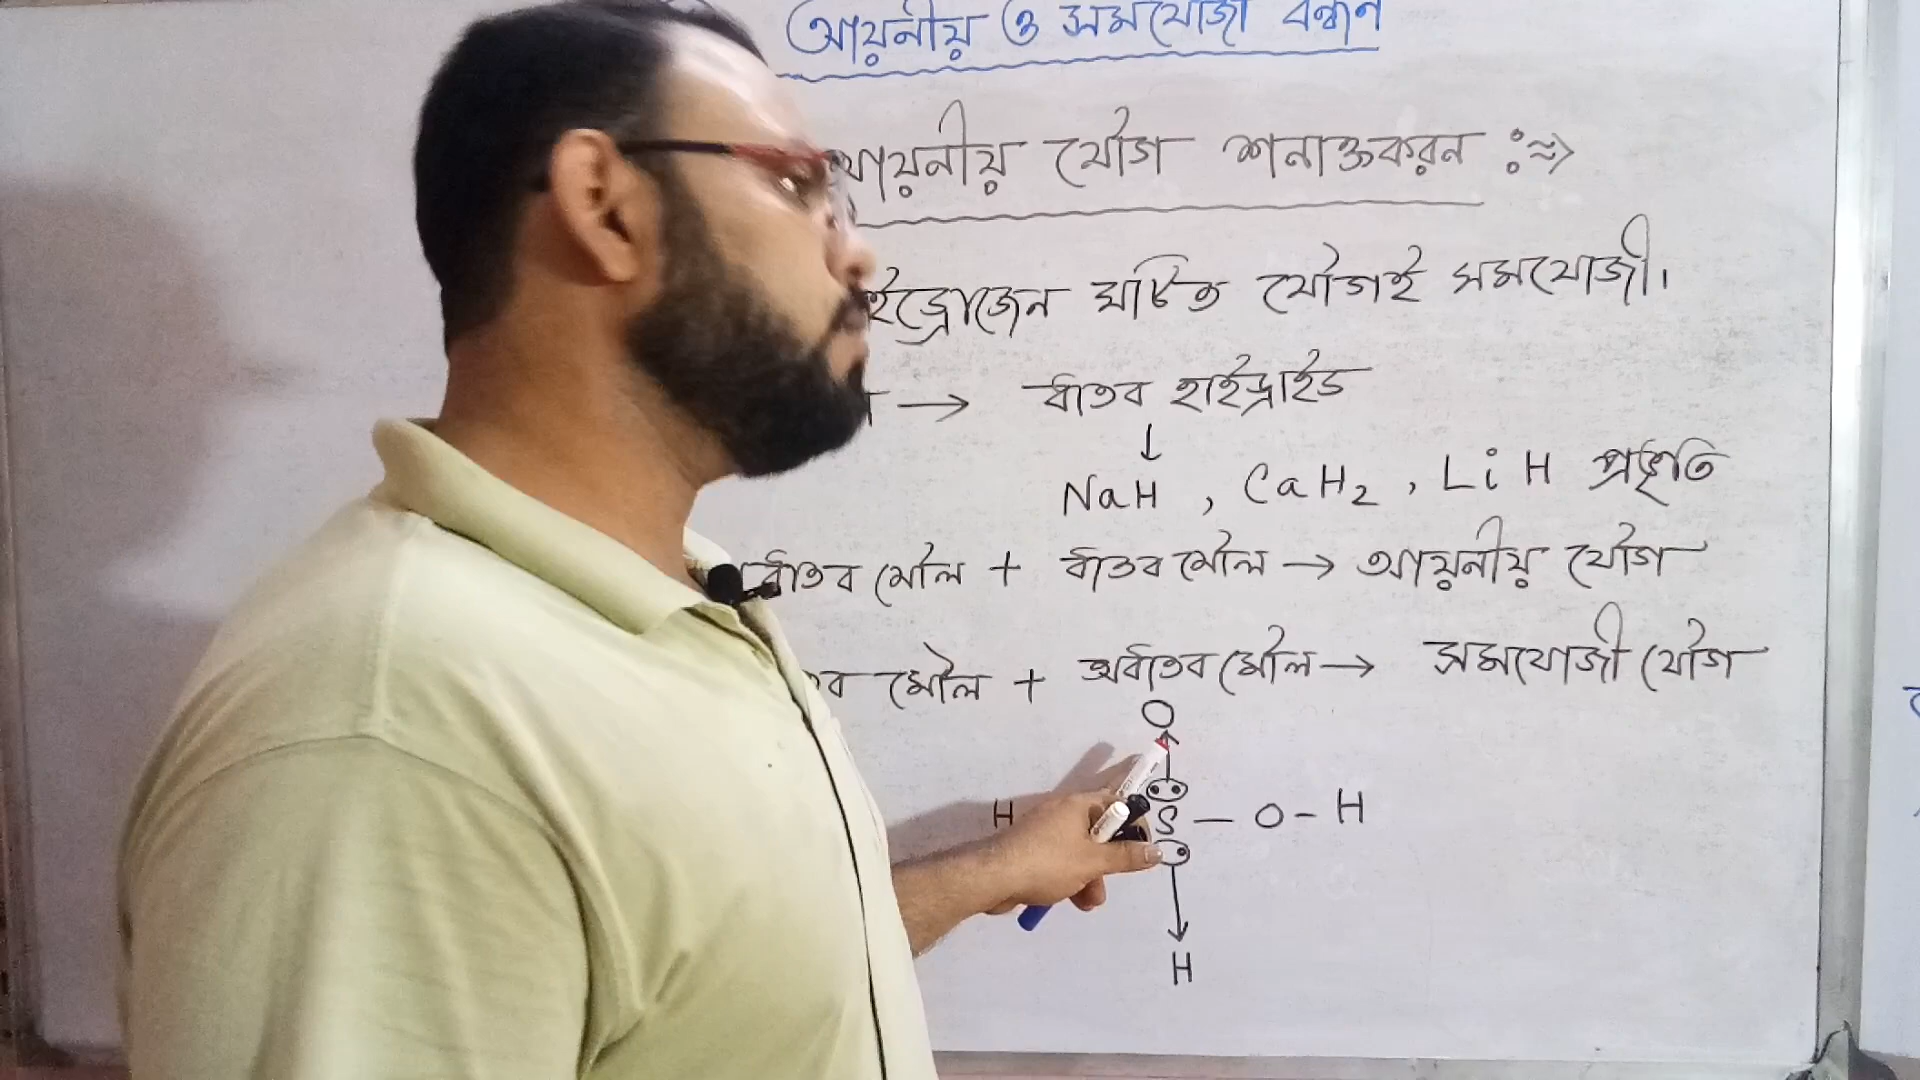 আয়নীয় ও সমযোজী বন্ধন
আয়নীয় যৌগ শনাক্তকরন :⇒
হাইড্রোজেন ঘটিত যৌগই সমযোজী।
→ ধাতব হাইড্রাইড
↓
NaH , CaH₂ , LiH প্রভৃতি
ধাতব মৌল + ধাতব মৌল → আয়নীয় যৌগ
মৌল + অধাতব মৌল → সমযোজী যৌগ
O
H S — O - H
H